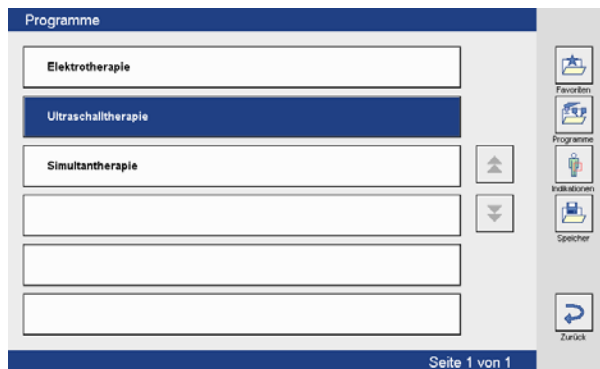 Programme
Elektrotherapie
Ultraschalltherapie
Simultantherapie
Favoriten
Programme
Indikationen
Speicher
Zurück
Seite 1 von 1